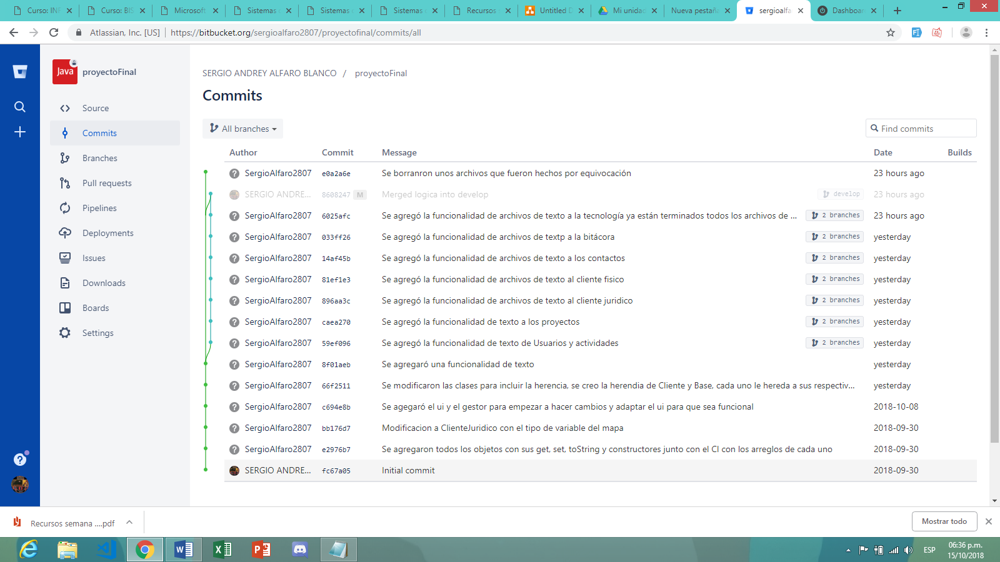 Curso: INF
Curso: BIS
Microsoft
Sistemas
Sistemas
Sistemas
Recursos
Untitled D
Mi unidad
Nueva pestaña
sergioalfa
Dashboar
Atlassian, Inc. [US] | https://bitbucket.org/sergioalfaro2807/proyectofinal/commits/all
Java
proyectoFinal
Source
Commits
Branches
Pull requests
Pipelines
Deployments
Issues
Downloads
Boards
Settings
SERGIO ANDREY ALFARO BLANCO / proyectoFinal
Commits
All branches
Find commits
Author Commit Message Date Builds
SergioAlfaro2807 e0a2a6e Se borranron unos archivos que fueron hechos por equivocación 23 hours ago
SERGIO ANDRE... 8608247 M Merged logica into develop develop 23 hours ago
SergioAlfaro2807 6025afc Se agregó la funcionalidad de archivos de texto a la tecnología ya están terminados todos los archivos de ... 2 branches 23 hours ago
SergioAlfaro2807 033ff26 Se agregó la funcionalidad de archivos de textp a la bitácora 2 branches yesterday
SergioAlfaro2807 14af45b Se agregó la funcionalidad de archivos de texto a los contactos 2 branches yesterday
SergioAlfaro2807 81ef1e3 Se agregó la funcionalidad de archivos de texto al cliente fisico 2 branches yesterday
SergioAlfaro2807 896aa3c Se agregó la funcionalidad de archivos de texto al cliente juridico 2 branches yesterday
SergioAlfaro2807 caea270 Se agregó la funcionalidad de texto a los proyectos 2 branches yesterday
SergioAlfaro2807 59ef096 Se agregó la funcionalidad de texto de Usuarios y actividades 2 branches yesterday
SergioAlfaro2807 8f01aeb Se agregaró una funcionalidad de texto yesterday
SergioAlfaro2807 66f2511 Se modificaron las clases para incluir la herencia, se creo la herendia de Cliente y Base, cada uno le hereda a sus respectiv... yesterday
SergioAlfaro2807 c694e8b Se agegaró el ui y el gestor para empezar a hacer cambios y adaptar el ui para que sea funcional 2018-10-08
SergioAlfaro2807 bb176d7 Modificacion a ClienteJuridico con el tipo de variable del mapa 2018-09-30
SergioAlfaro2807 e2976b7 Se agregaron todos los objetos con sus get, set, toString y constructores junto con el CI con los arreglos de cada uno 2018-09-30
SERGIO ANDRE... fc67a05 Initial commit 2018-09-30
Recursos semana ....pdf
Mostrar todo
ESP
06:36 p.m.
15/10/2018